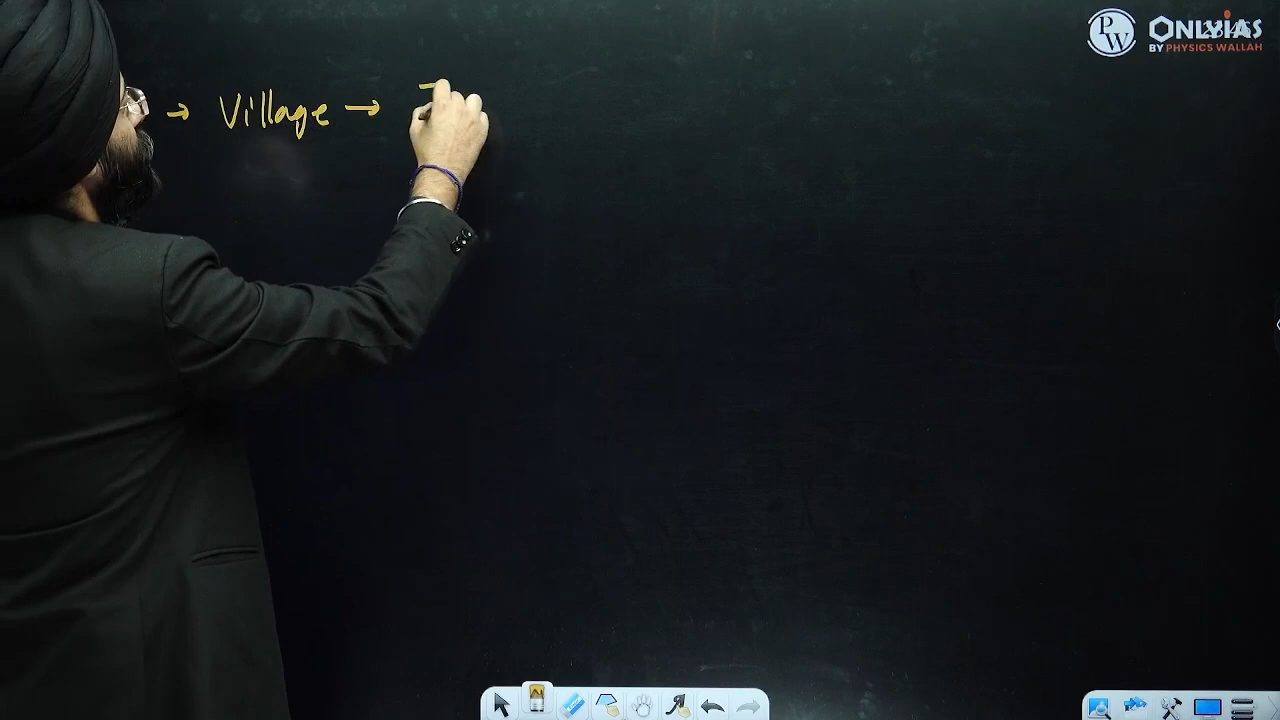 → Village →
PW ONLYIAS
BY PHYSICS WALLAH